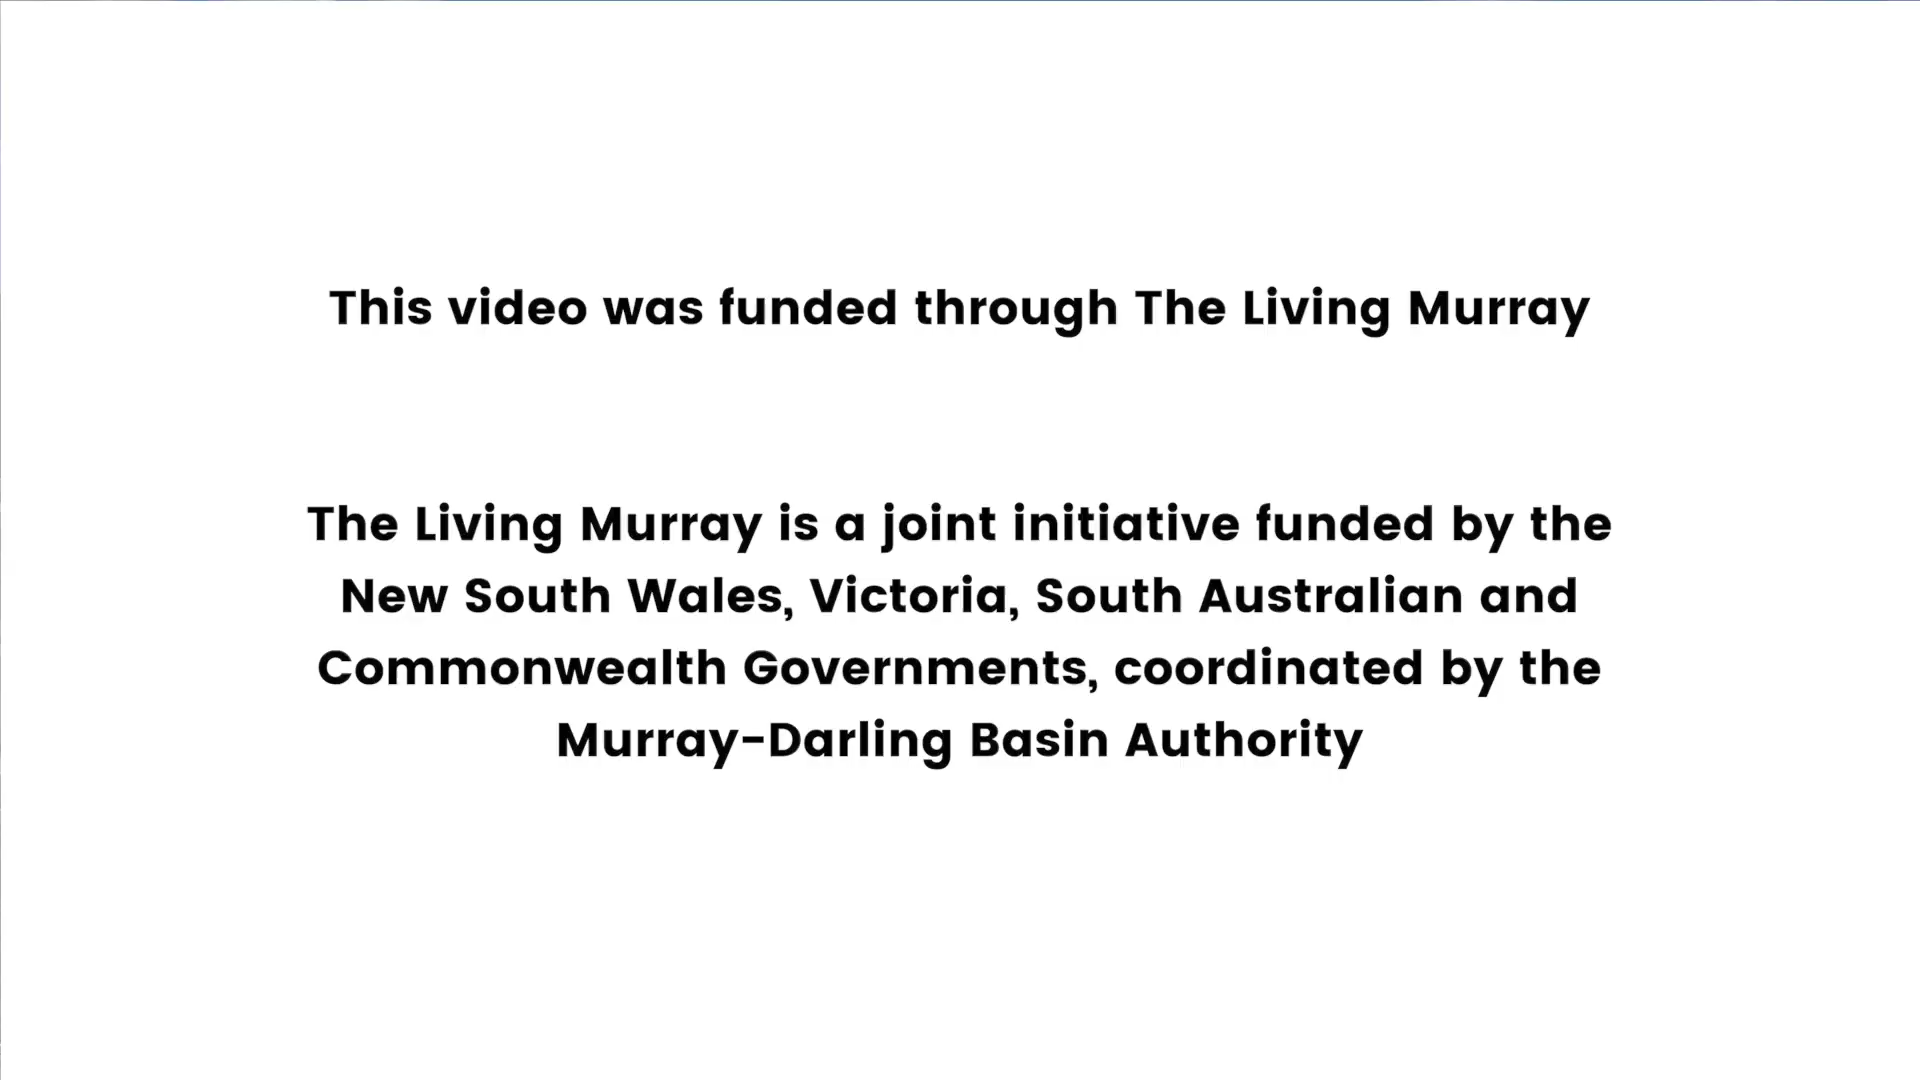 This video was funded through The Living Murray
The Living Murray is a joint initiative funded by the
New South Wales, Victoria, South Australian and
Commonwealth Governments, coordinated by the
Murray-Darling Basin Authority